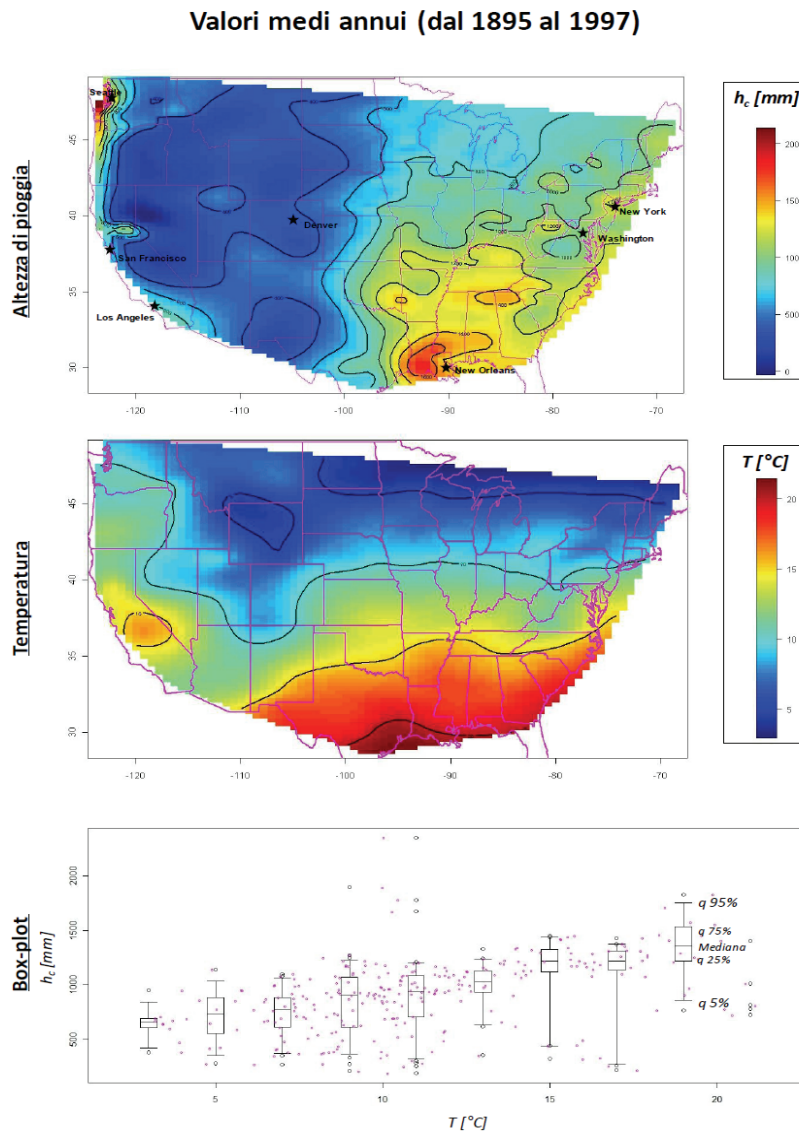 Valori medi annui (dal 1895 al 1997)
Altezza di pioggia
Seattle
Denver
San Francisco
Los Angeles
New York
Washington
New Orleans
45
40
35
30
-120 -110 -100 -90 -80 -70
h_c [mm]
2000
1500
1000
500
0
Temperatura
45
40
35
30
-120 -110 -100 -90 -80 -70
T [°C]
20
15
10
5
Box-plot
h_c [mm]
2000
1500
1000
500
q 95%
q 75%
Mediana
q 25%
q 5%
5 10 15 20
T [°C]